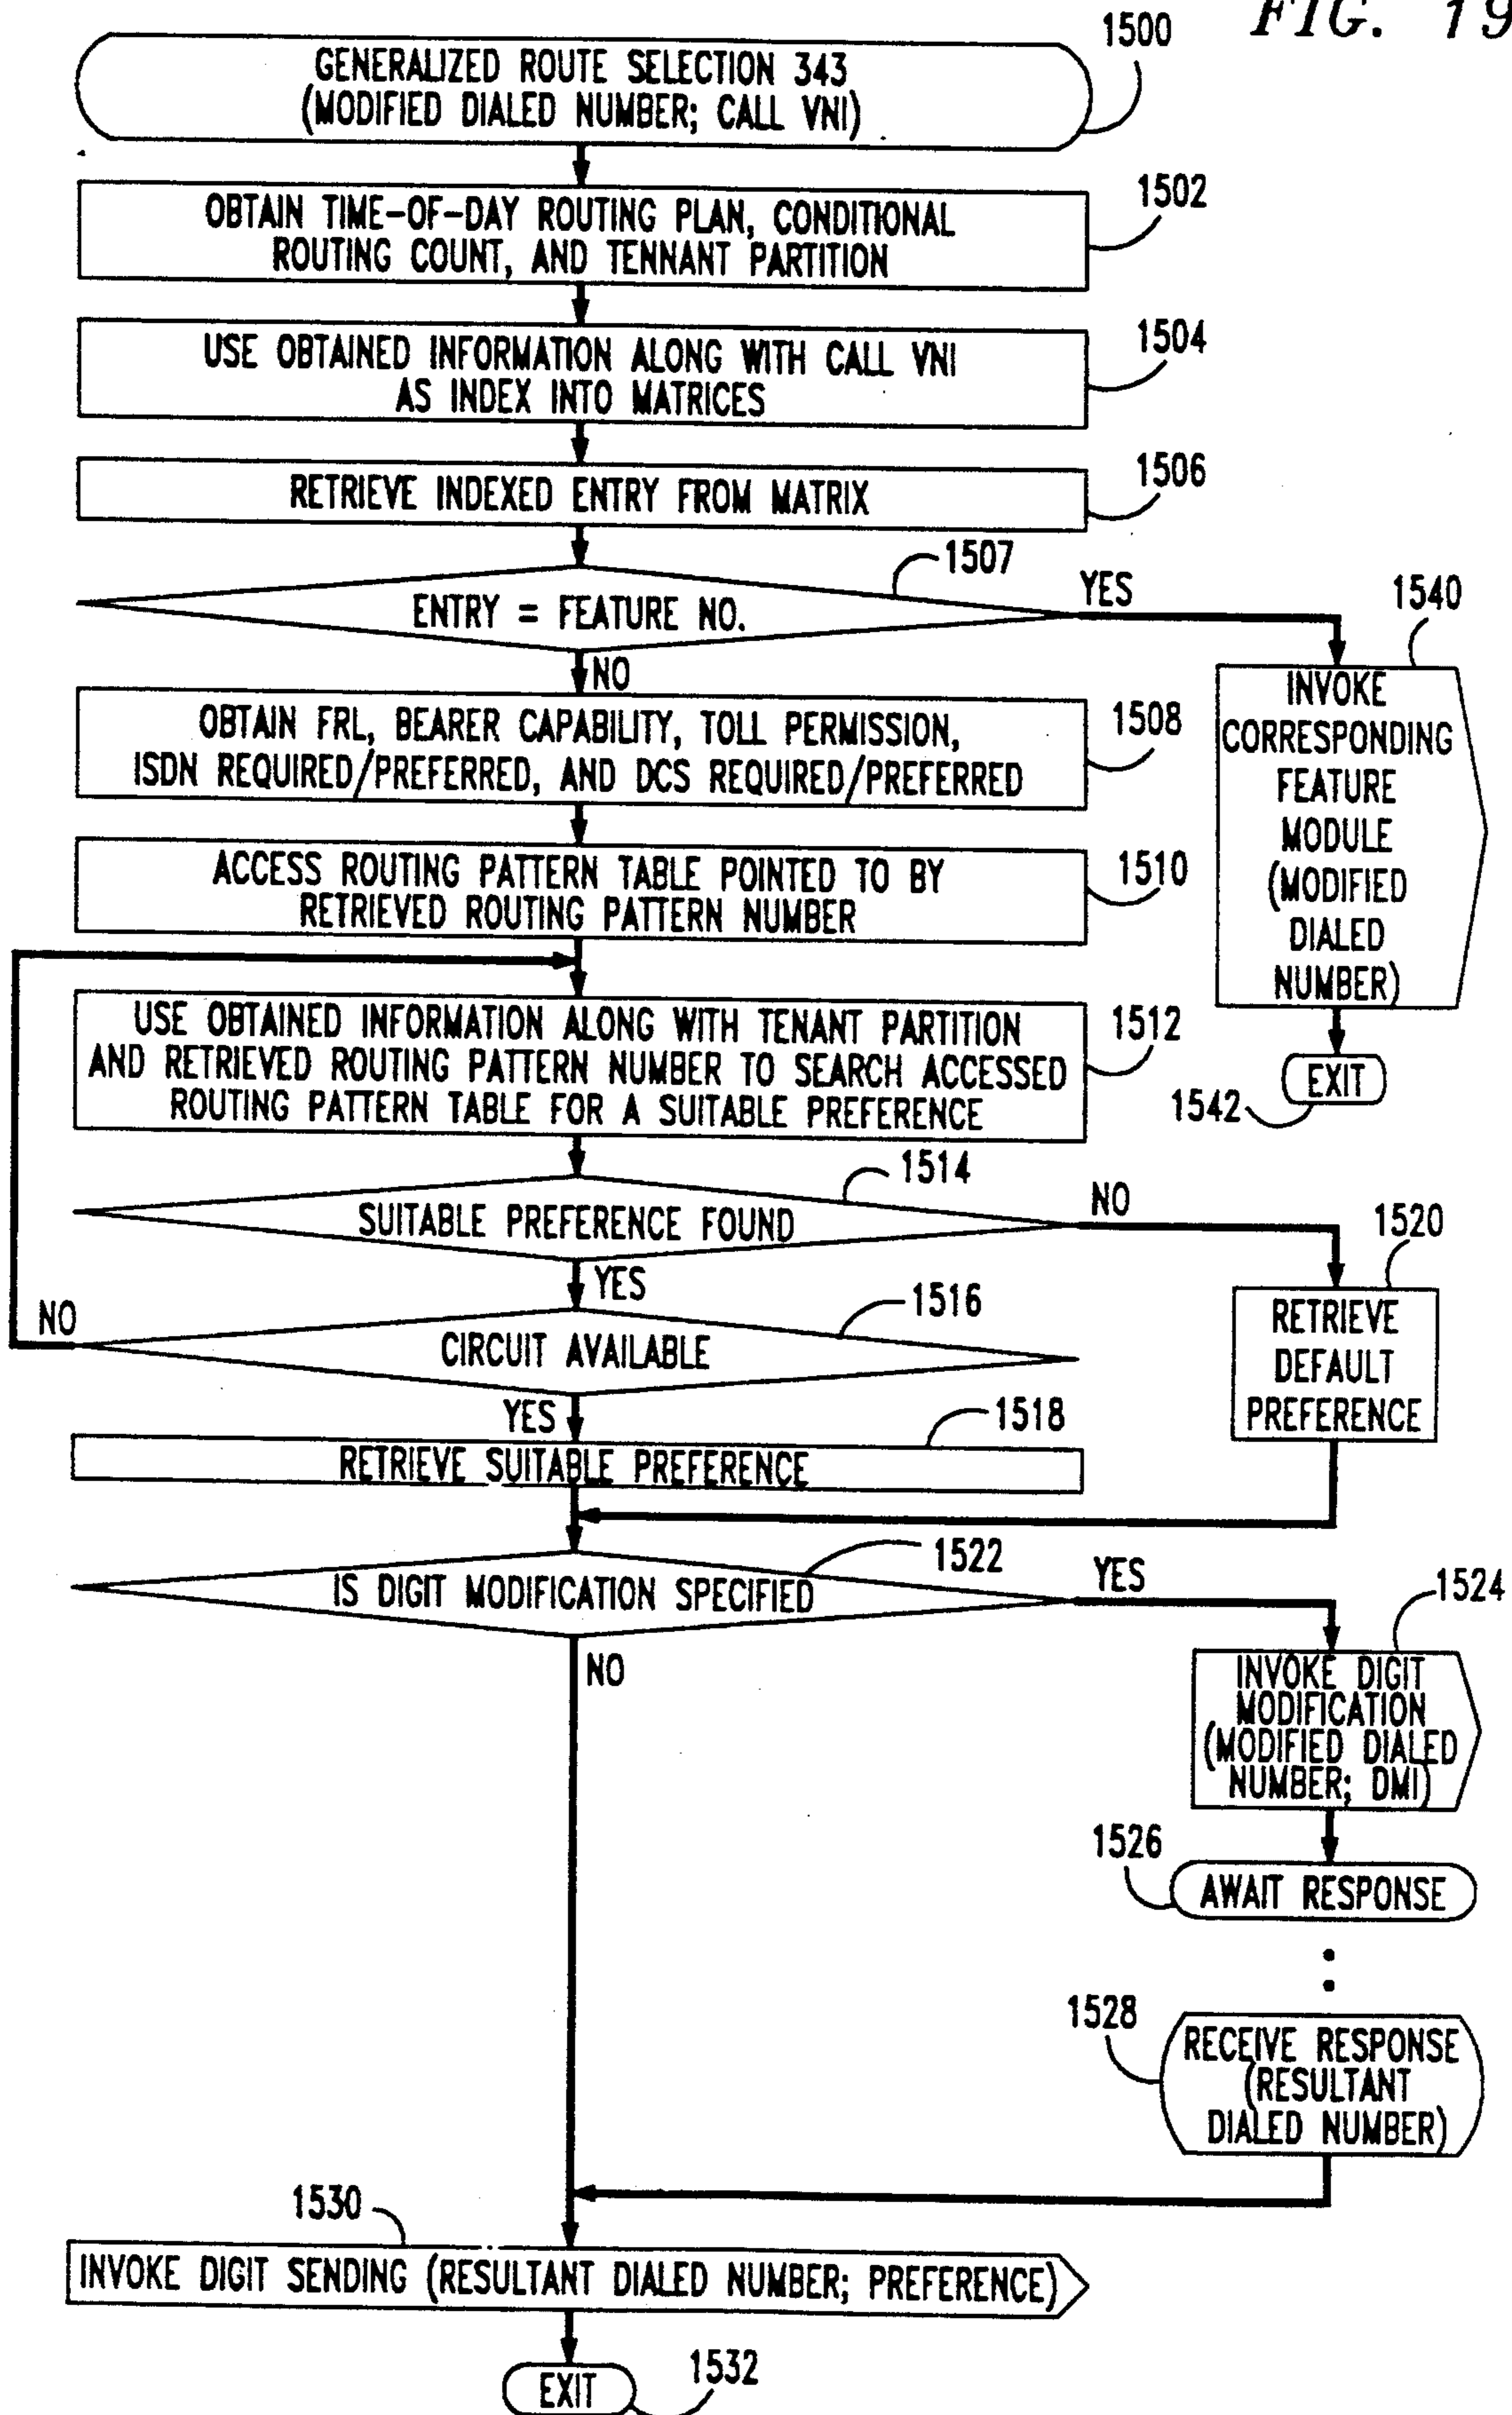 FIG. 19
1500
GENERALIZED ROUTE SELECTION 343
(MODIFIED DIALED NUMBER; CALL VNI)
1502
OBTAIN TIME-OF-DAY ROUTING PLAN, CONDITIONAL
ROUTING COUNT, AND TENNANT PARTITION
1504
USE OBTAINED INFORMATION ALONG WITH CALL VNI
AS INDEX INTO MATRICES
1506
RETRIEVE INDEXED ENTRY FROM MATRIX
1507
ENTRY = FEATURE NO.
YES
1540
INVOKE
CORRESPONDING
FEATURE
MODULE
(MODIFIED
DIALED
NUMBER)
EXIT
1542
NO
1508
OBTAIN FRL, BEARER CAPABILITY, TOLL PERMISSION,
ISDN REQUIRED/PREFERRED, AND DCS REQUIRED/PREFERRED
1510
ACCESS ROUTING PATTERN TABLE POINTED TO BY
RETRIEVED ROUTING PATTERN NUMBER
1512
USE OBTAINED INFORMATION ALONG WITH TENANT PARTITION
AND RETRIEVED ROUTING PATTERN NUMBER TO SEARCH ACCESSED
ROUTING PATTERN TABLE FOR A SUITABLE PREFERENCE
1514
SUITABLE PREFERENCE FOUND
NO
1520
RETRIEVE
DEFAULT
PREFERENCE
YES
1516
NO
CIRCUIT AVAILABLE
YES
1518
RETRIEVE SUITABLE PREFERENCE
1522
IS DIGIT MODIFICATION SPECIFIED
YES
1524
INVOKE DIGIT
MODIFICATION
(MODIFIED DIALED
NUMBER; DMI)
NO
1526
AWAIT RESPONSE
1528
RECEIVE RESPONSE
(RESULTANT
DIALED NUMBER)
1530
INVOKE DIGIT SENDING (RESULTANT DIALED NUMBER; PREFERENCE)
EXIT
1532